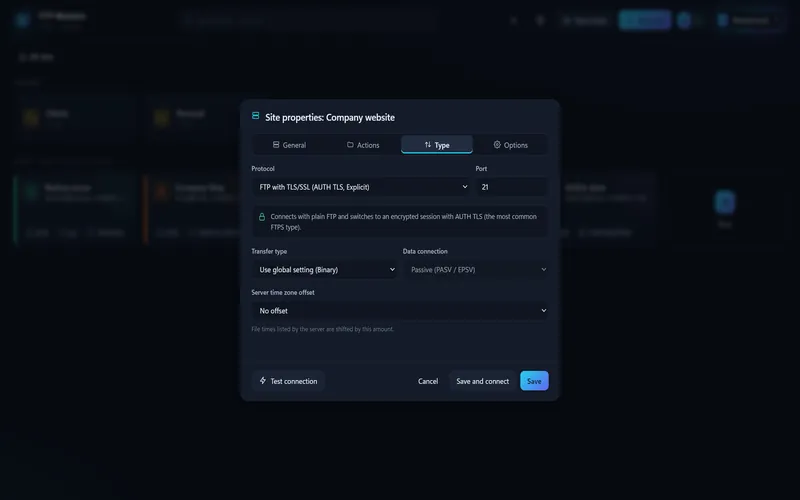 Site properties: Company website
General
Actions
Type
Options
Protocol
Port
FTP with TLS/SSL (AUTH TLS, Explicit)
21
Connects with plain FTP and switches to an encrypted session with AUTH TLS (the most common
FTPS type).
Transfer type
Data connection
Use global setting (Binary)
Passive (PASV / EPSV)
Server time zone offset
No offset
File times listed by the server are shifted by this amount.
Test connection
Cancel
Save and connect
Save